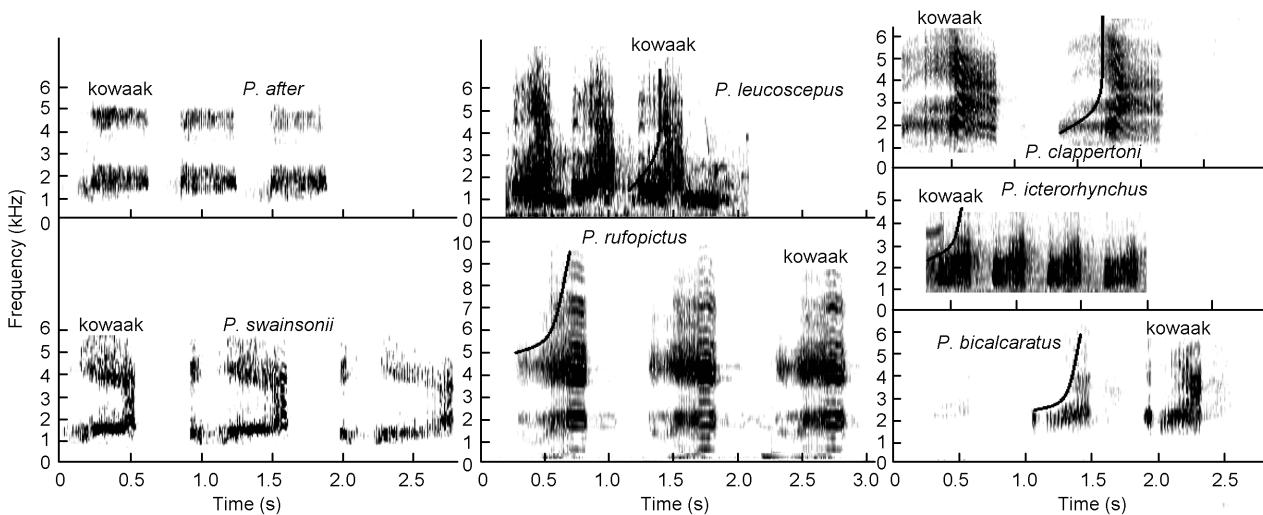 Frequency (kHz)
kowaak
P. after
6
5
4
3
2
1
0
kowaak
P. swainsonii
6
5
4
3
2
1
0
0 0.5 1.0 1.5 2.0 2.5
Time (s)
kowaak
P. leucoscepus
6
5
4
3
2
1
0
P. rufopictus
kowaak
10
9
8
7
6
5
4
3
2
1
0
0 0.5 1.0 1.5 2.0 2.5 3.0
Time (s)
kowaak
6
5
4
3
2
1
0
P. clappertoni
P. icterorhynchus
kowaak
5
4
3
2
1
0
kowaak
P. bicalcaratus
6
5
4
3
2
1
0
0 0.5 1.0 1.5 2.0 2.5
Time (s)